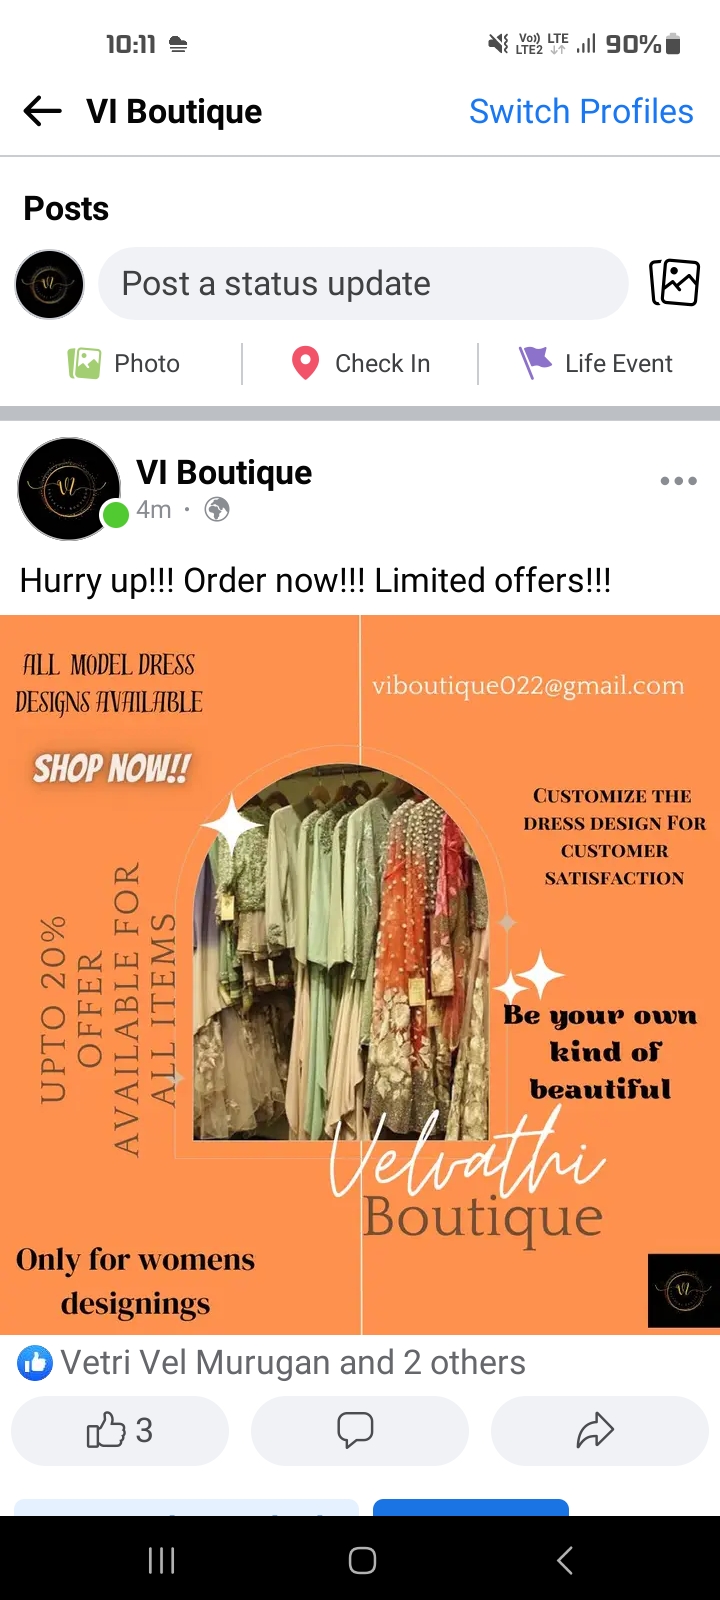 10:11
Vo)) LTE
LTE2
90%
VI Boutique
Switch Profiles
Posts
Post a status update
Photo
Check In
Life Event
VI Boutique
4m ·
Hurry up!!! Order now!!! Limited offers!!!
ALL MODEL DRESS
DESIGNS AVAILABLE
viboutique022@gmail.com
SHOP NOW!!
CUSTOMIZE THE
DRESS DESIGN FOR
CUSTOMER
SATISFACTION
UPTO 20%
OFFER
AVAILABLE FOR
ALL ITEMS
Be your own
kind of
beautiful
Velvathi
Boutique
Only for womens
designings
Vetri Vel Murugan and 2 others
3